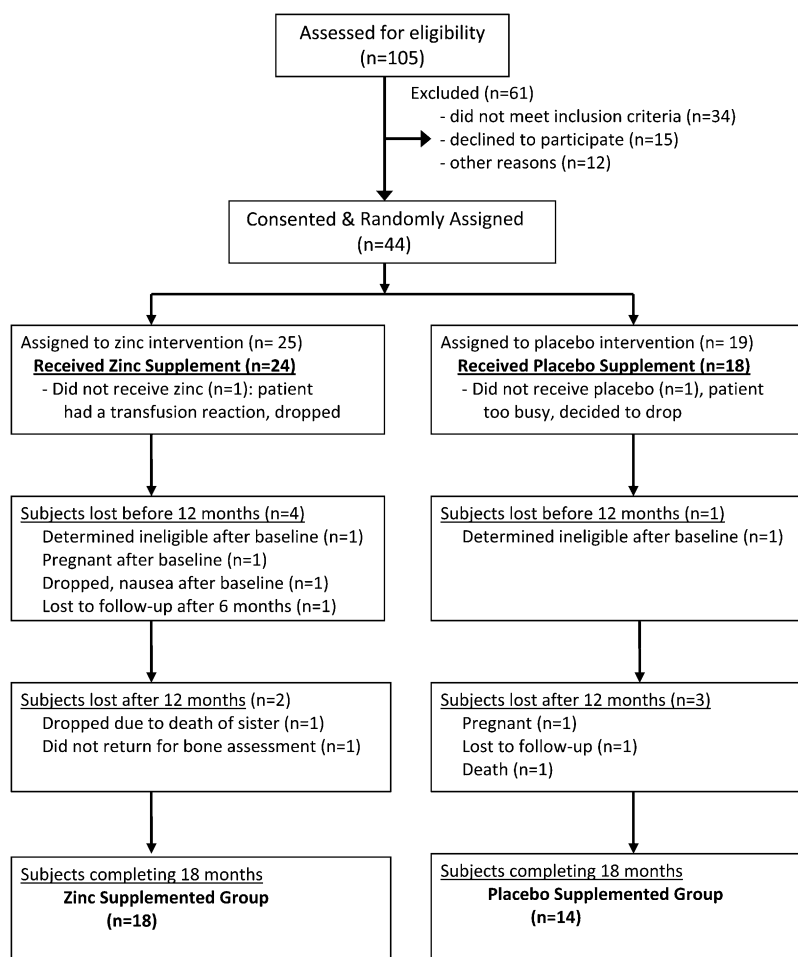 Assessed for eligibility
(n=105)
Excluded (n=61)
- did not meet inclusion criteria (n=34)
- declined to participate (n=15)
- other reasons (n=12)
Consented & Randomly Assigned
(n=44)
Assigned to zinc intervention (n= 25)
Received Zinc Supplement (n=24)
- Did not receive zinc (n=1): patient
had a transfusion reaction, dropped
Assigned to placebo intervention (n= 19)
Received Placebo Supplement (n=18)
- Did not receive placebo (n=1), patient
too busy, decided to drop
Subjects lost before 12 months (n=4)
Determined ineligible after baseline (n=1)
Pregnant after baseline (n=1)
Dropped, nausea after baseline (n=1)
Lost to follow-up after 6 months (n=1)
Subjects lost before 12 months (n=1)
Determined ineligible after baseline (n=1)
Subjects lost after 12 months (n=2)
Dropped due to death of sister (n=1)
Did not return for bone assessment (n=1)
Subjects lost after 12 months (n=3)
Pregnant (n=1)
Lost to follow-up (n=1)
Death (n=1)
Subjects completing 18 months
Zinc Supplemented Group
(n=18)
Subjects completing 18 months
Placebo Supplemented Group
(n=14)